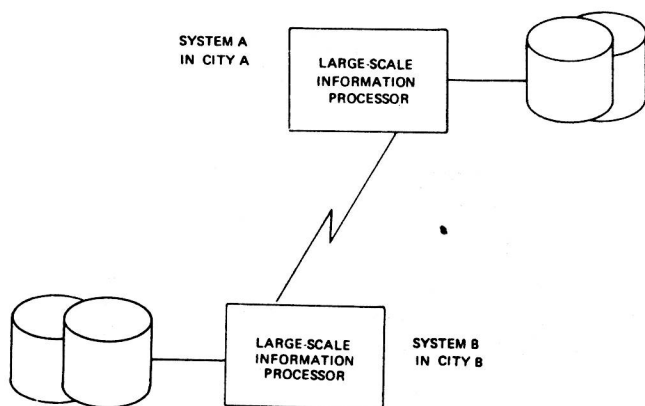 SYSTEM A
IN CITY A
LARGE-SCALE
INFORMATION
PROCESSOR
LARGE-SCALE
INFORMATION
PROCESSOR
SYSTEM B
IN CITY B